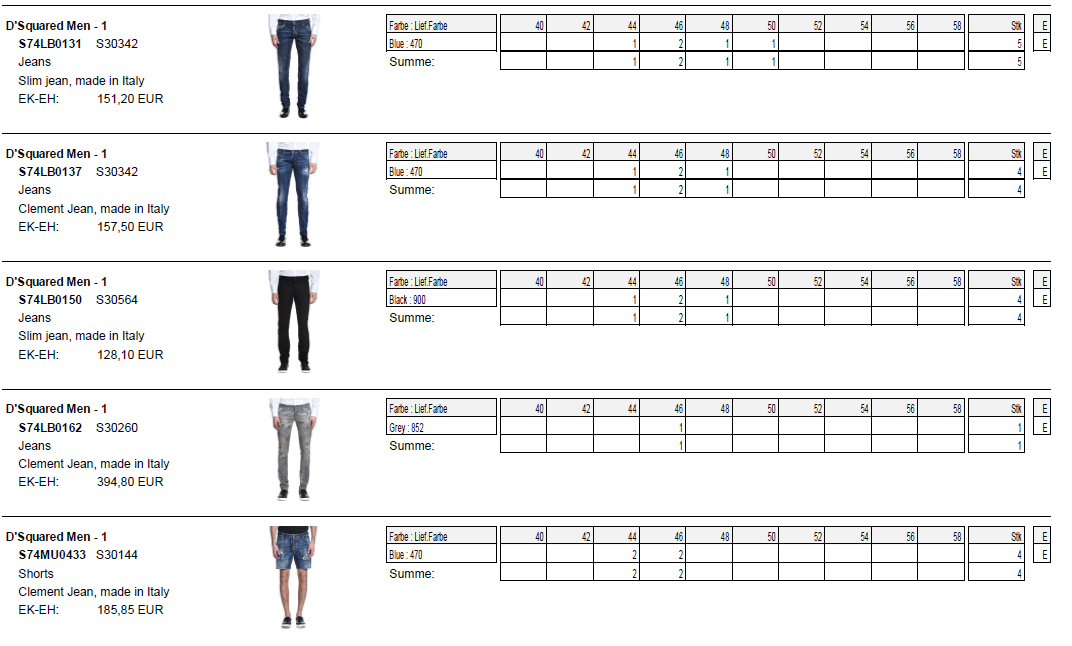 D'Squared Men - 1
S74LB0131 S30342
Jeans
Slim jean, made in Italy
EK-EH: 151,20 EUR
Farbe : Lief.Farbe 40 42 44 46 48 50 52 54 56 58 Stk E
Blue : 470 1 2 1 1 5 E
Summe: 1 2 1 1 5
D'Squared Men - 1
S74LB0137 S30342
Jeans
Clement Jean, made in Italy
EK-EH: 157,50 EUR
Farbe : Lief.Farbe 40 42 44 46 48 50 52 54 56 58 Stk E
Blue : 470 1 2 1 4 E
Summe: 1 2 1 4
D'Squared Men - 1
S74LB0150 S30564
Jeans
Slim jean, made in Italy
EK-EH: 128,10 EUR
Farbe : Lief.Farbe 40 42 44 46 48 50 52 54 56 58 Stk E
Black : 900 1 2 1 4 E
Summe: 1 2 1 4
D'Squared Men - 1
S74LB0162 S30260
Jeans
Clement Jean, made in Italy
EK-EH: 394,80 EUR
Farbe : Lief.Farbe 40 42 44 46 48 50 52 54 56 58 Stk E
Grey : 852 1 1 E
Summe: 1 1
D'Squared Men - 1
S74MU0433 S30144
Shorts
Clement Jean, made in Italy
EK-EH: 185,85 EUR
Farbe : Lief.Farbe 40 42 44 46 48 50 52 54 56 58 Stk E
Blue : 470 2 2 4 E
Summe: 2 2 4